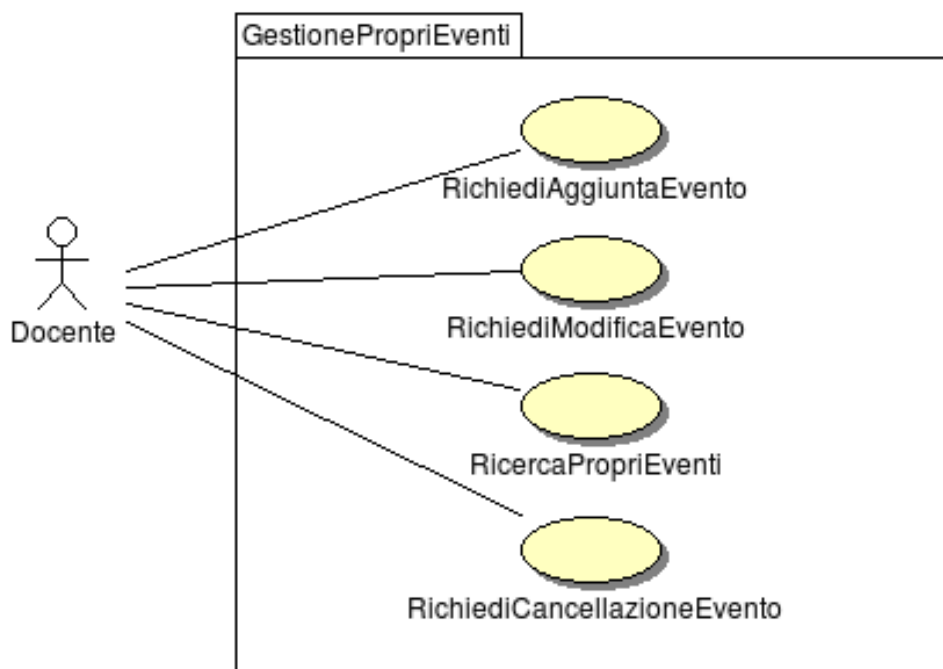 GestionePropriEventi
RichiediAggiuntaEvento
RichiediModificaEvento
Docente
RicercaPropriEventi
RichiediCancellazioneEvento